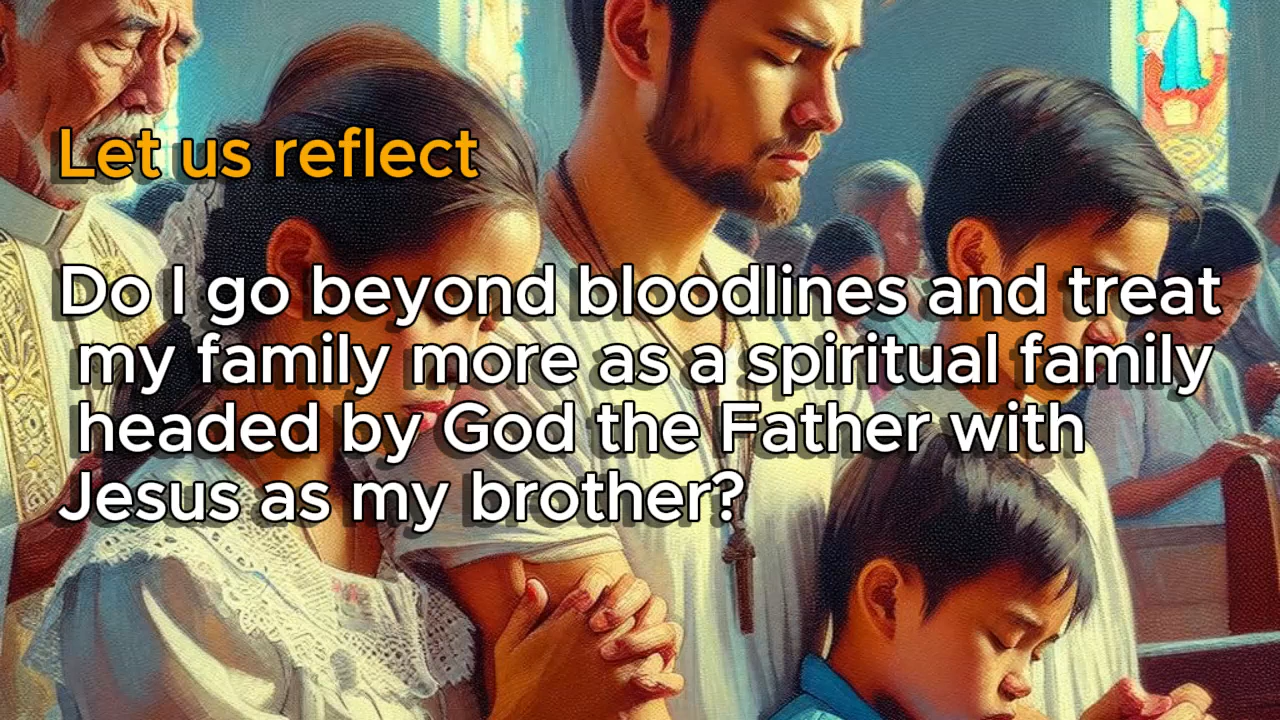 Let us reflect
Do I go beyond bloodlines and treat
my family more as a spiritual family
headed by God the Father with
Jesus as my brother?